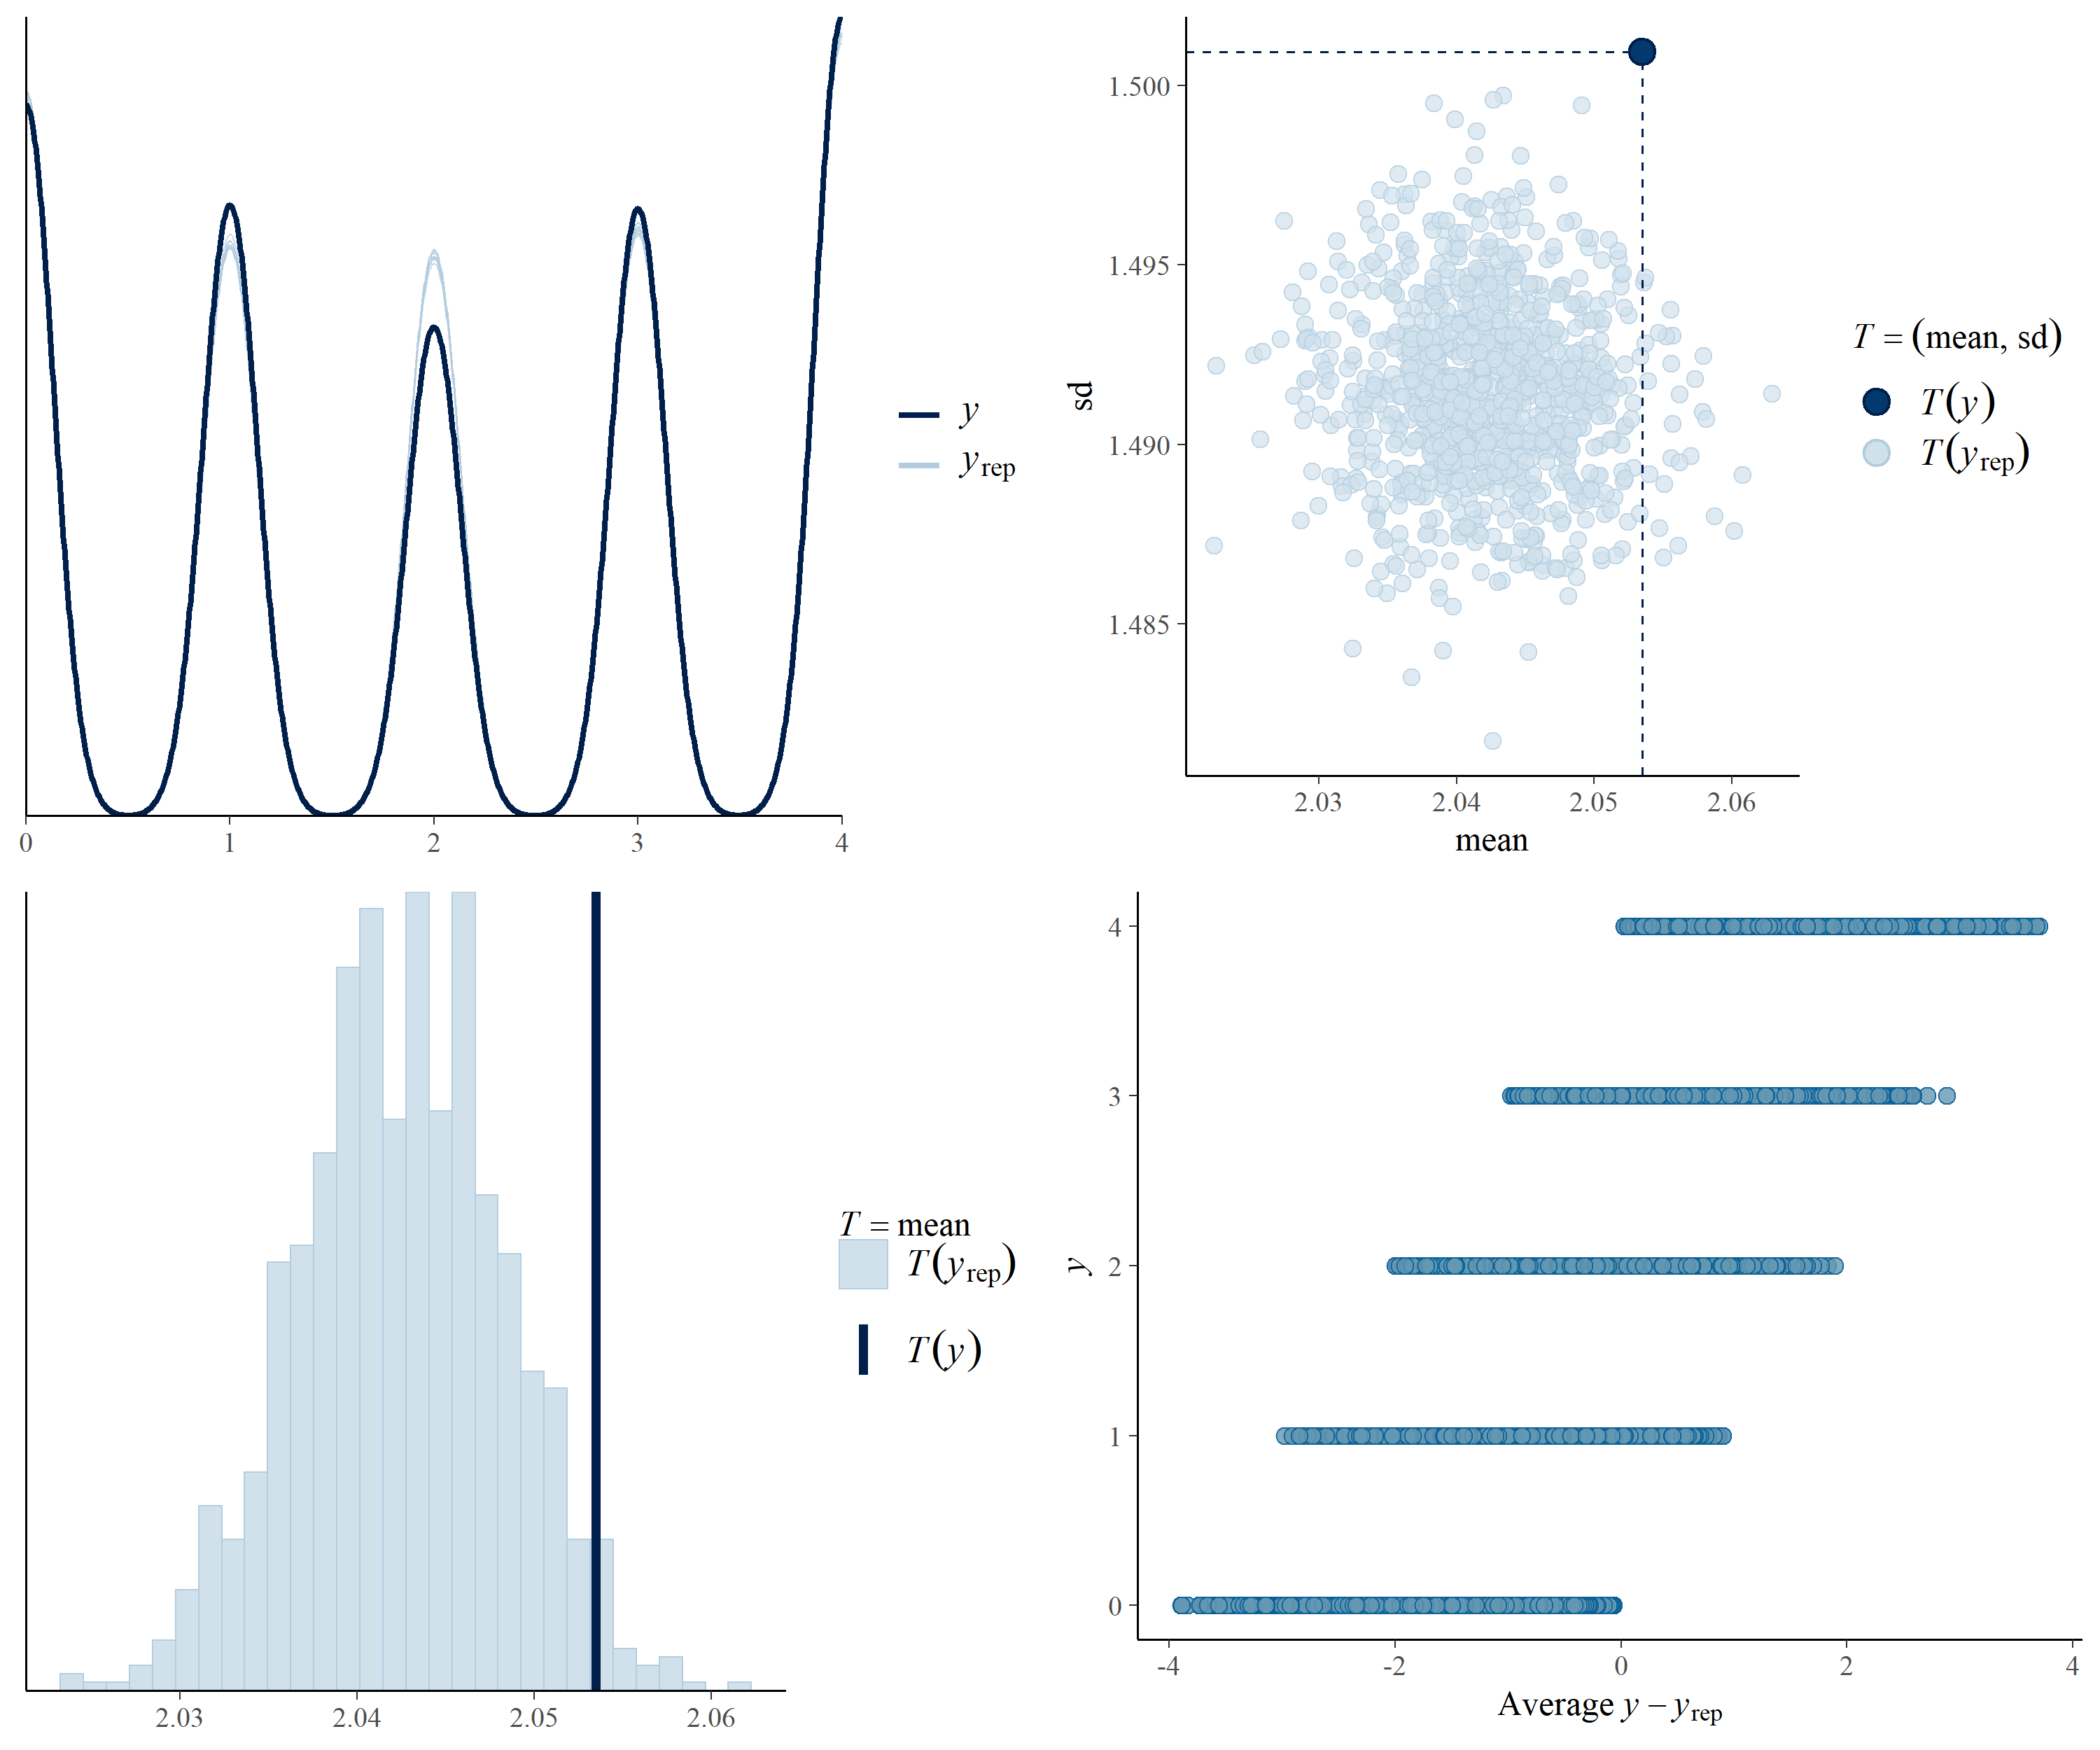 y
yrep
0 1 2 3 4
1.500
1.495
1.490
1.485
sd
2.03 2.04 2.05 2.06
mean
T = (mean, sd)
T(y)
T(yrep)
T = mean
T(yrep)
T(y)
2.03 2.04 2.05 2.06
4
3
2
1
0
y
-4 -2 0 2 4
Average y − yrep